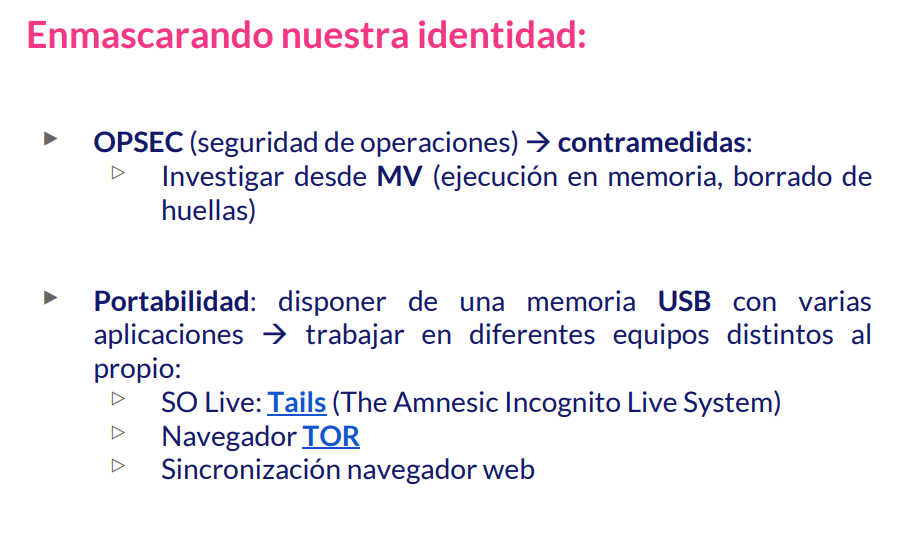 Enmascarando nuestra identidad:
► OPSEC (seguridad de operaciones) → contramedidas:
▷ Investigar desde MV (ejecución en memoria, borrado de
huellas)
► Portabilidad: disponer de una memoria USB con varias
aplicaciones → trabajar en diferentes equipos distintos al
propio:
▷ SO Live: Tails (The Amnesic Incognito Live System)
▷ Navegador TOR
▷ Sincronización navegador web